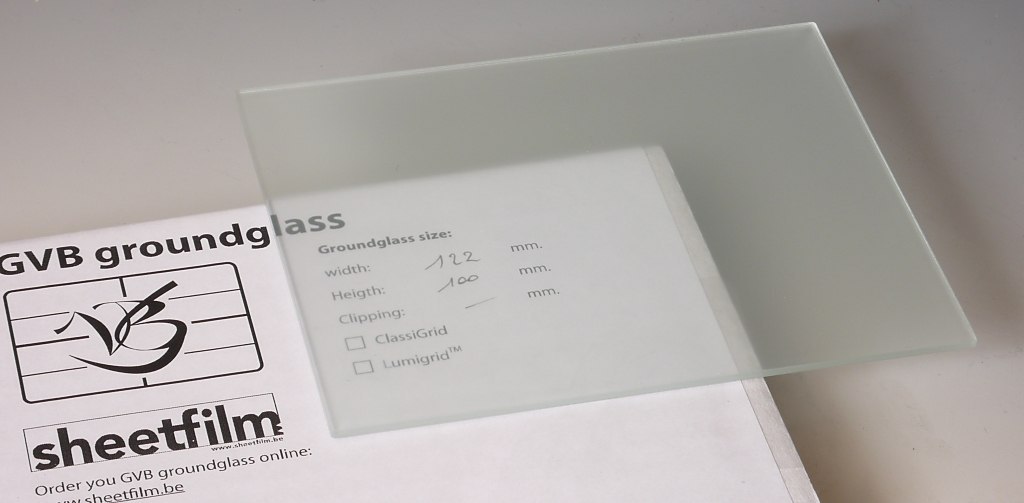 GVB groundglass
Groundglass size:
width: 122 mm.
Heigth: 100 mm.
Clipping: — mm.
ClassiGrid
Lumigrid™
sheetfilm
www.sheetfilm.be
Order you GVB groundglass online:
www.sheetfilm.be